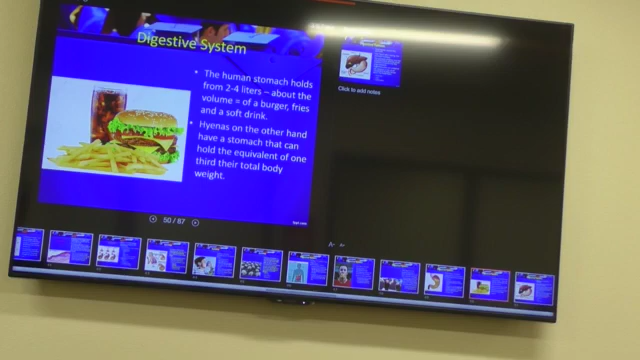 Digestive System
• The human stomach holds
from 2-4 liters – about the
volume = of a burger, fries
and a soft drink.
• Hyenas on the other hand
have a stomach that can
hold the equivalent of one
third their total body
weight.
Click to add notes
50 / 87